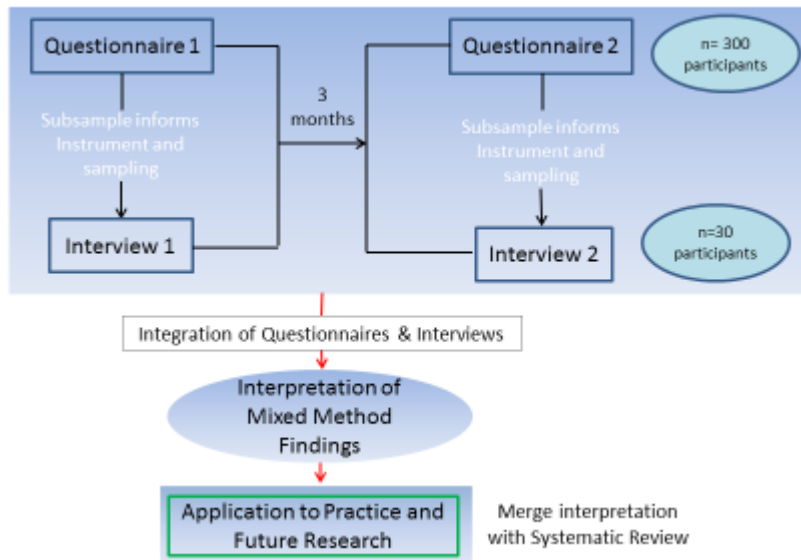 Questionnaire 1
Questionnaire 2
n= 300
participants
3
months
Subsample informs
Instrument and
sampling
Subsample informs
Instrument and
sampling
Interview 1
Interview 2
n=30
participants
Integration of Questionnaires & Interviews
Interpretation of
Mixed Method
Findings
Application to Practice and
Future Research
Merge interpretation
with Systematic Review